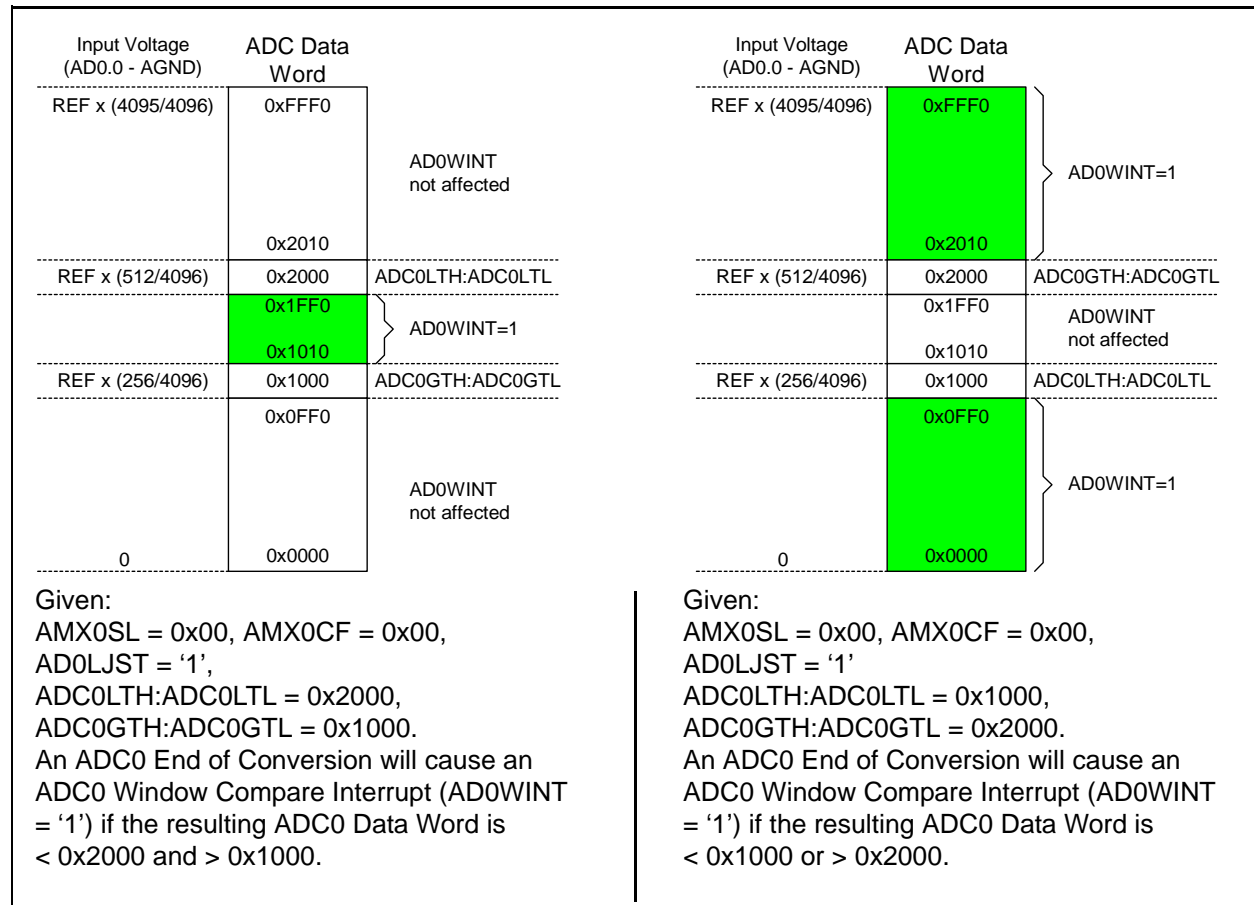 Input Voltage
(AD0.0 - AGND)
ADC Data
Word
REF x (4095/4096)
0xFFF0
AD0WINT
not affected
0x2010
REF x (512/4096)
0x2000
ADC0LTH:ADC0LTL
0x1FF0
AD0WINT=1
0x1010
REF x (256/4096)
0x1000
ADC0GTH:ADC0GTL
0x0FF0
AD0WINT
not affected
0
0x0000
Given:
AMX0SL = 0x00, AMX0CF = 0x00,
AD0LJST = ‘1’,
ADC0LTH:ADC0LTL = 0x2000,
ADC0GTH:ADC0GTL = 0x1000.
An ADC0 End of Conversion will cause an
ADC0 Window Compare Interrupt (AD0WINT
= ‘1’) if the resulting ADC0 Data Word is
< 0x2000 and > 0x1000.
Input Voltage
(AD0.0 - AGND)
ADC Data
Word
REF x (4095/4096)
0xFFF0
AD0WINT=1
0x2010
REF x (512/4096)
0x2000
ADC0GTH:ADC0GTL
0x1FF0
AD0WINT
not affected
0x1010
REF x (256/4096)
0x1000
ADC0LTH:ADC0LTL
0x0FF0
AD0WINT=1
0
0x0000
Given:
AMX0SL = 0x00, AMX0CF = 0x00,
AD0LJST = ‘1’
ADC0LTH:ADC0LTL = 0x1000,
ADC0GTH:ADC0GTL = 0x2000.
An ADC0 End of Conversion will cause an
ADC0 Window Compare Interrupt (AD0WINT
= ‘1’) if the resulting ADC0 Data Word is
< 0x1000 or > 0x2000.